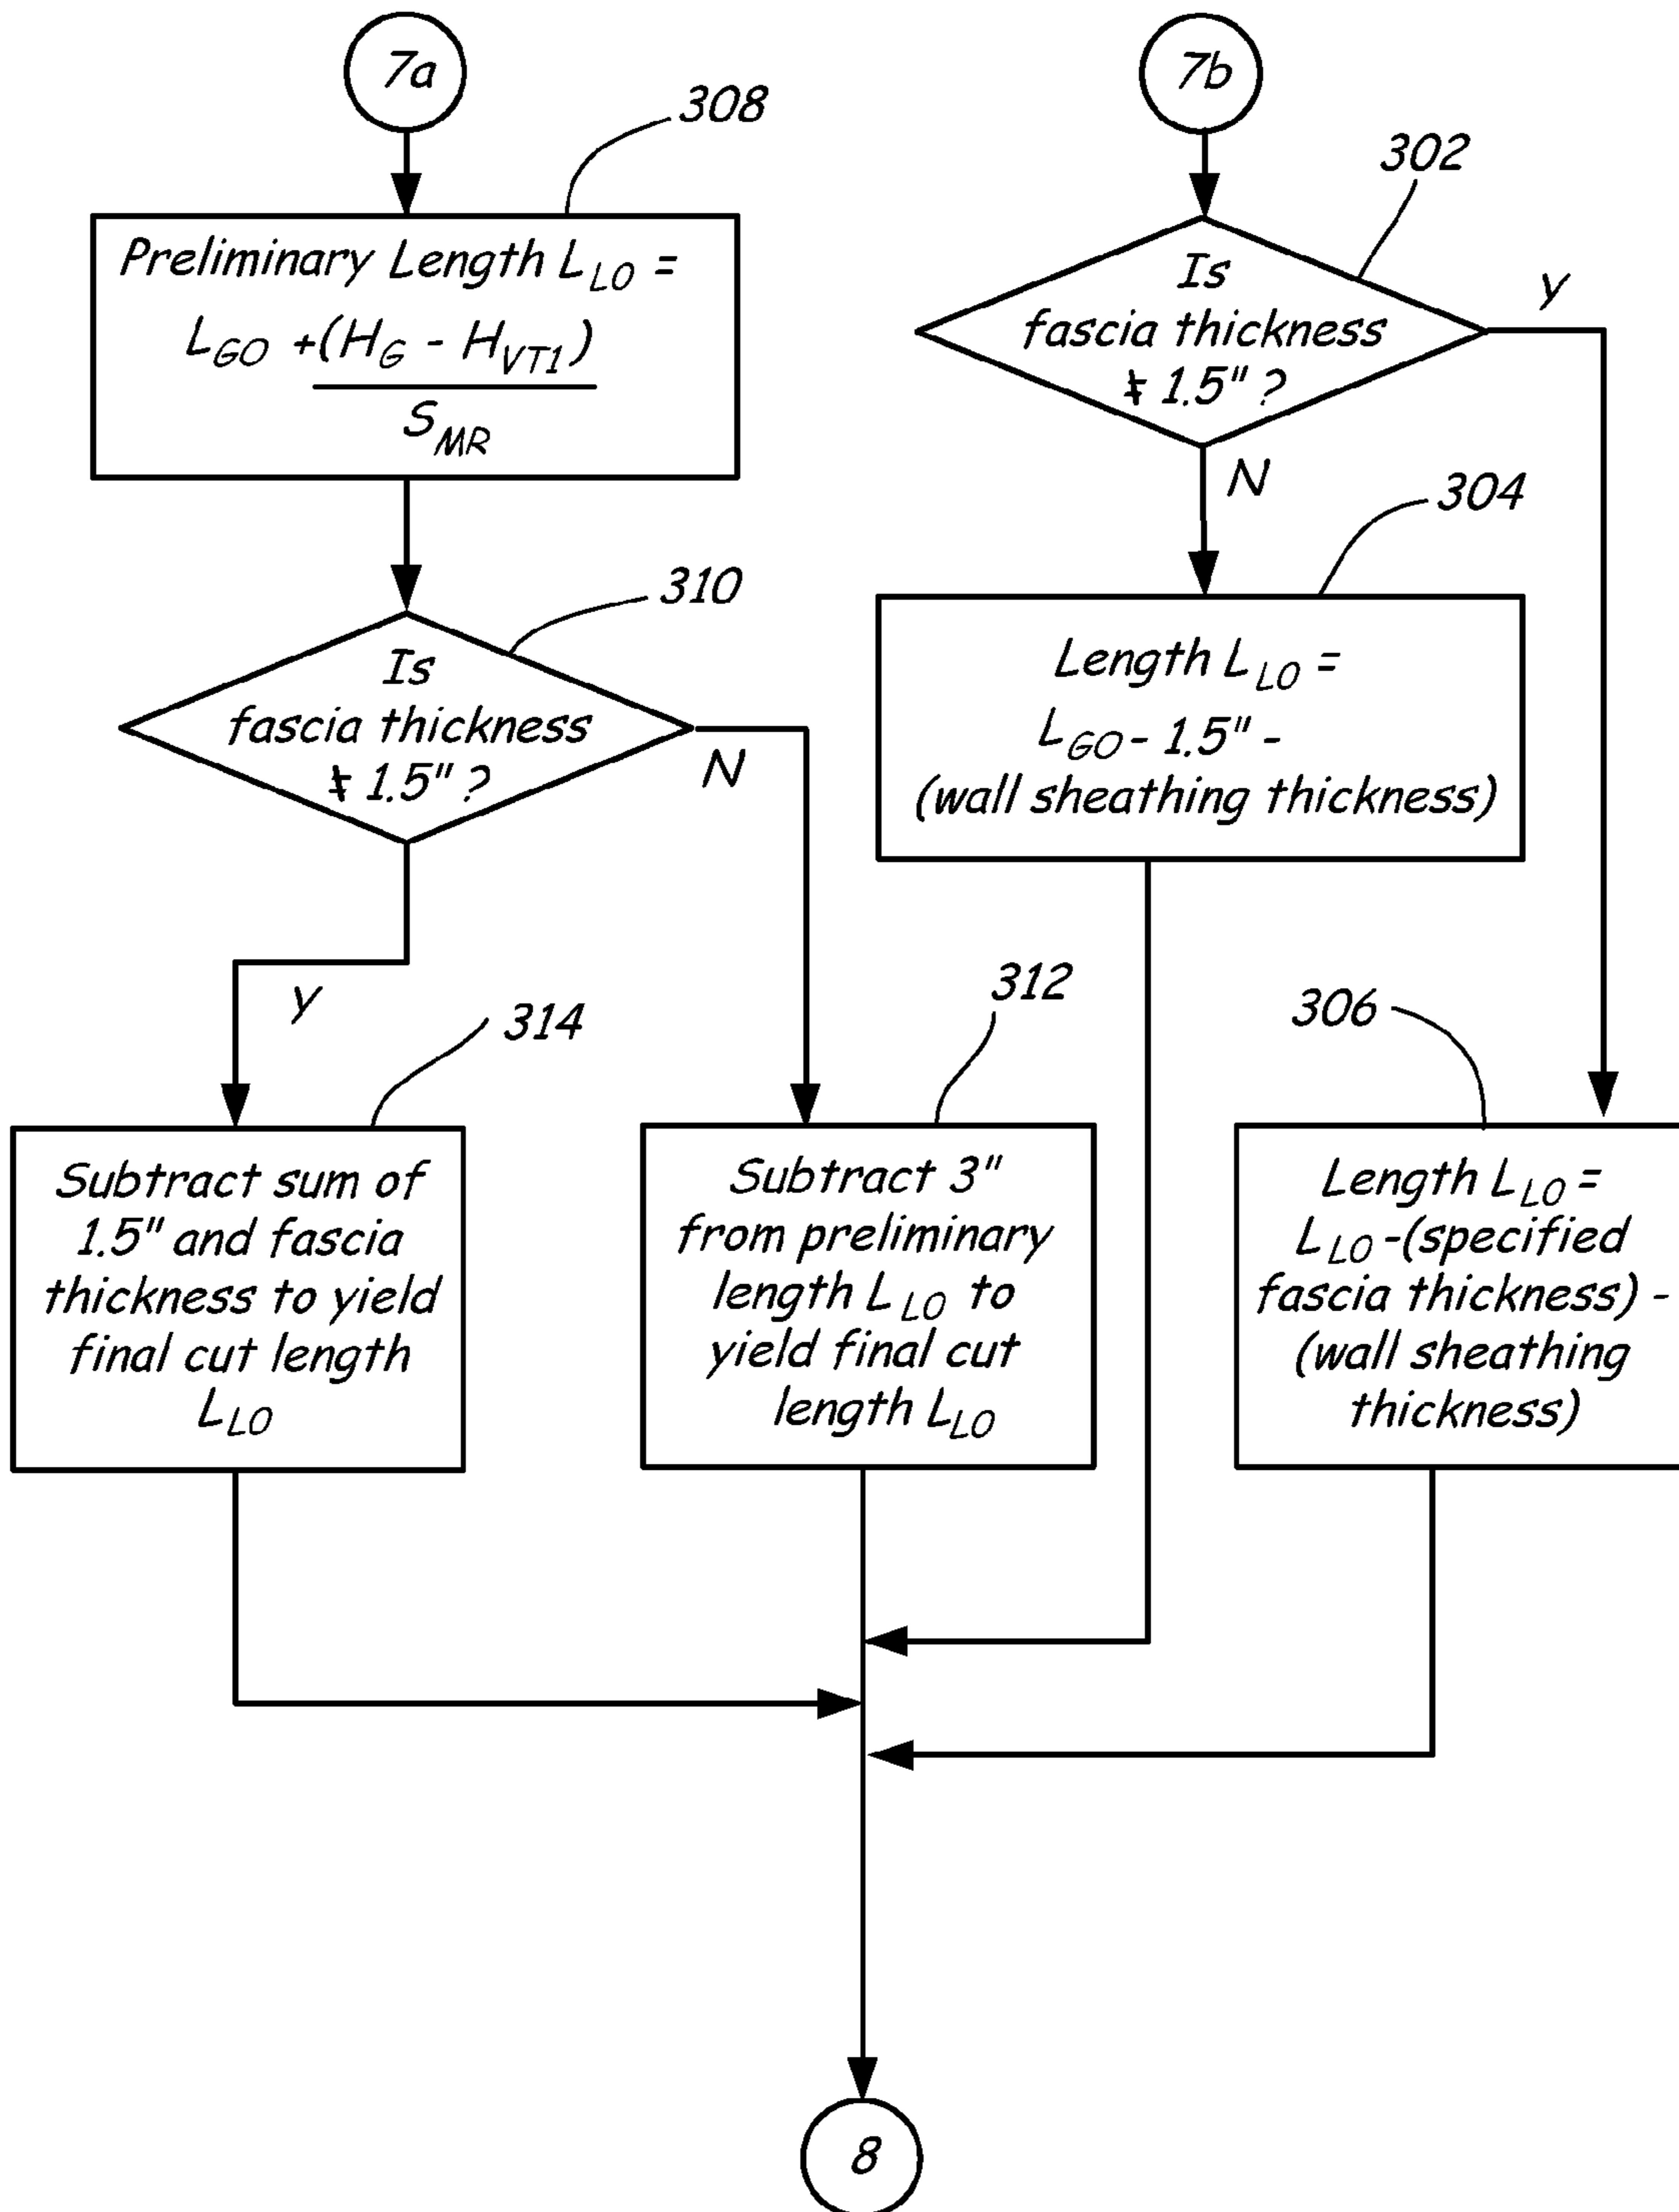 7a
308
Preliminary Length L_LO =
L_GO +(H_G - H_VT1)
S_MR
310
Is
fascia thickness
≠ 1.5" ?
N
Y
314
Subtract sum of
1.5" and fascia
thickness to yield
final cut length
L_LO
312
Subtract 3"
from preliminary
length L_LO to
yield final cut
length L_LO
7b
302
Is
fascia thickness
≠ 1.5" ?
Y
N
304
Length L_LO =
L_GO - 1.5" -
(wall sheathing thickness)
306
Length L_LO =
L_LO -(specified
fascia thickness) -
(wall sheathing
thickness)
8